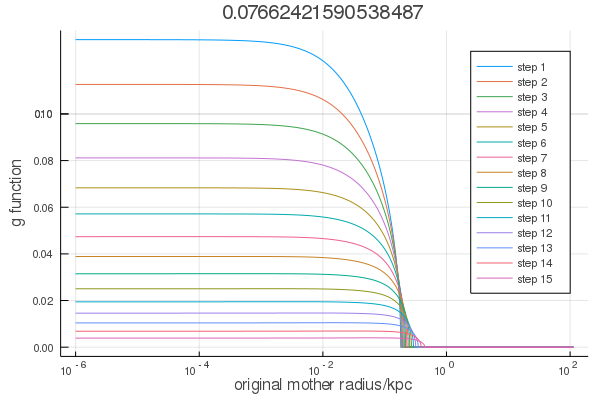 0.07662421590538487
g function
0.10
0.08
0.06
0.04
0.02
0.00
10^-6
10^-4
10^-2
10^0
10^2
original mother radius/kpc
step 1
step 2
step 3
step 4
step 5
step 6
step 7
step 8
step 9
step 10
step 11
step 12
step 13
step 14
step 15